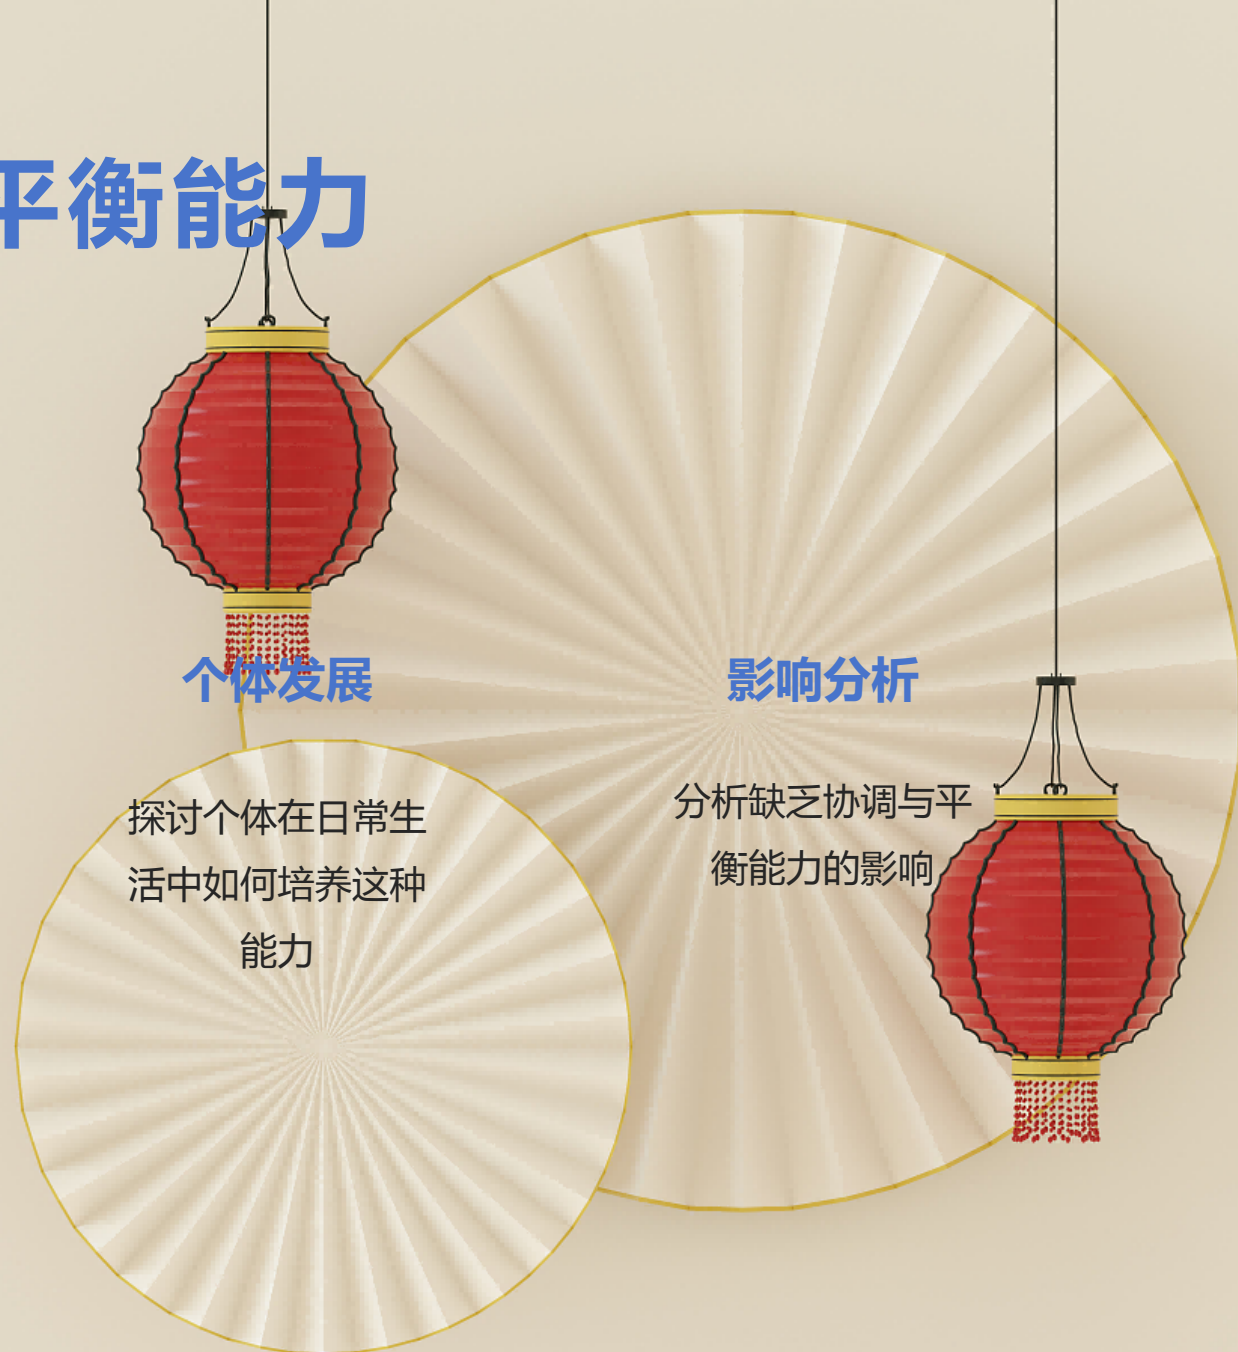 平衡能力
个体发展
探讨个体在日常生
活中如何培养这种
能力
影响分析
分析缺乏协调与平
衡能力的影响